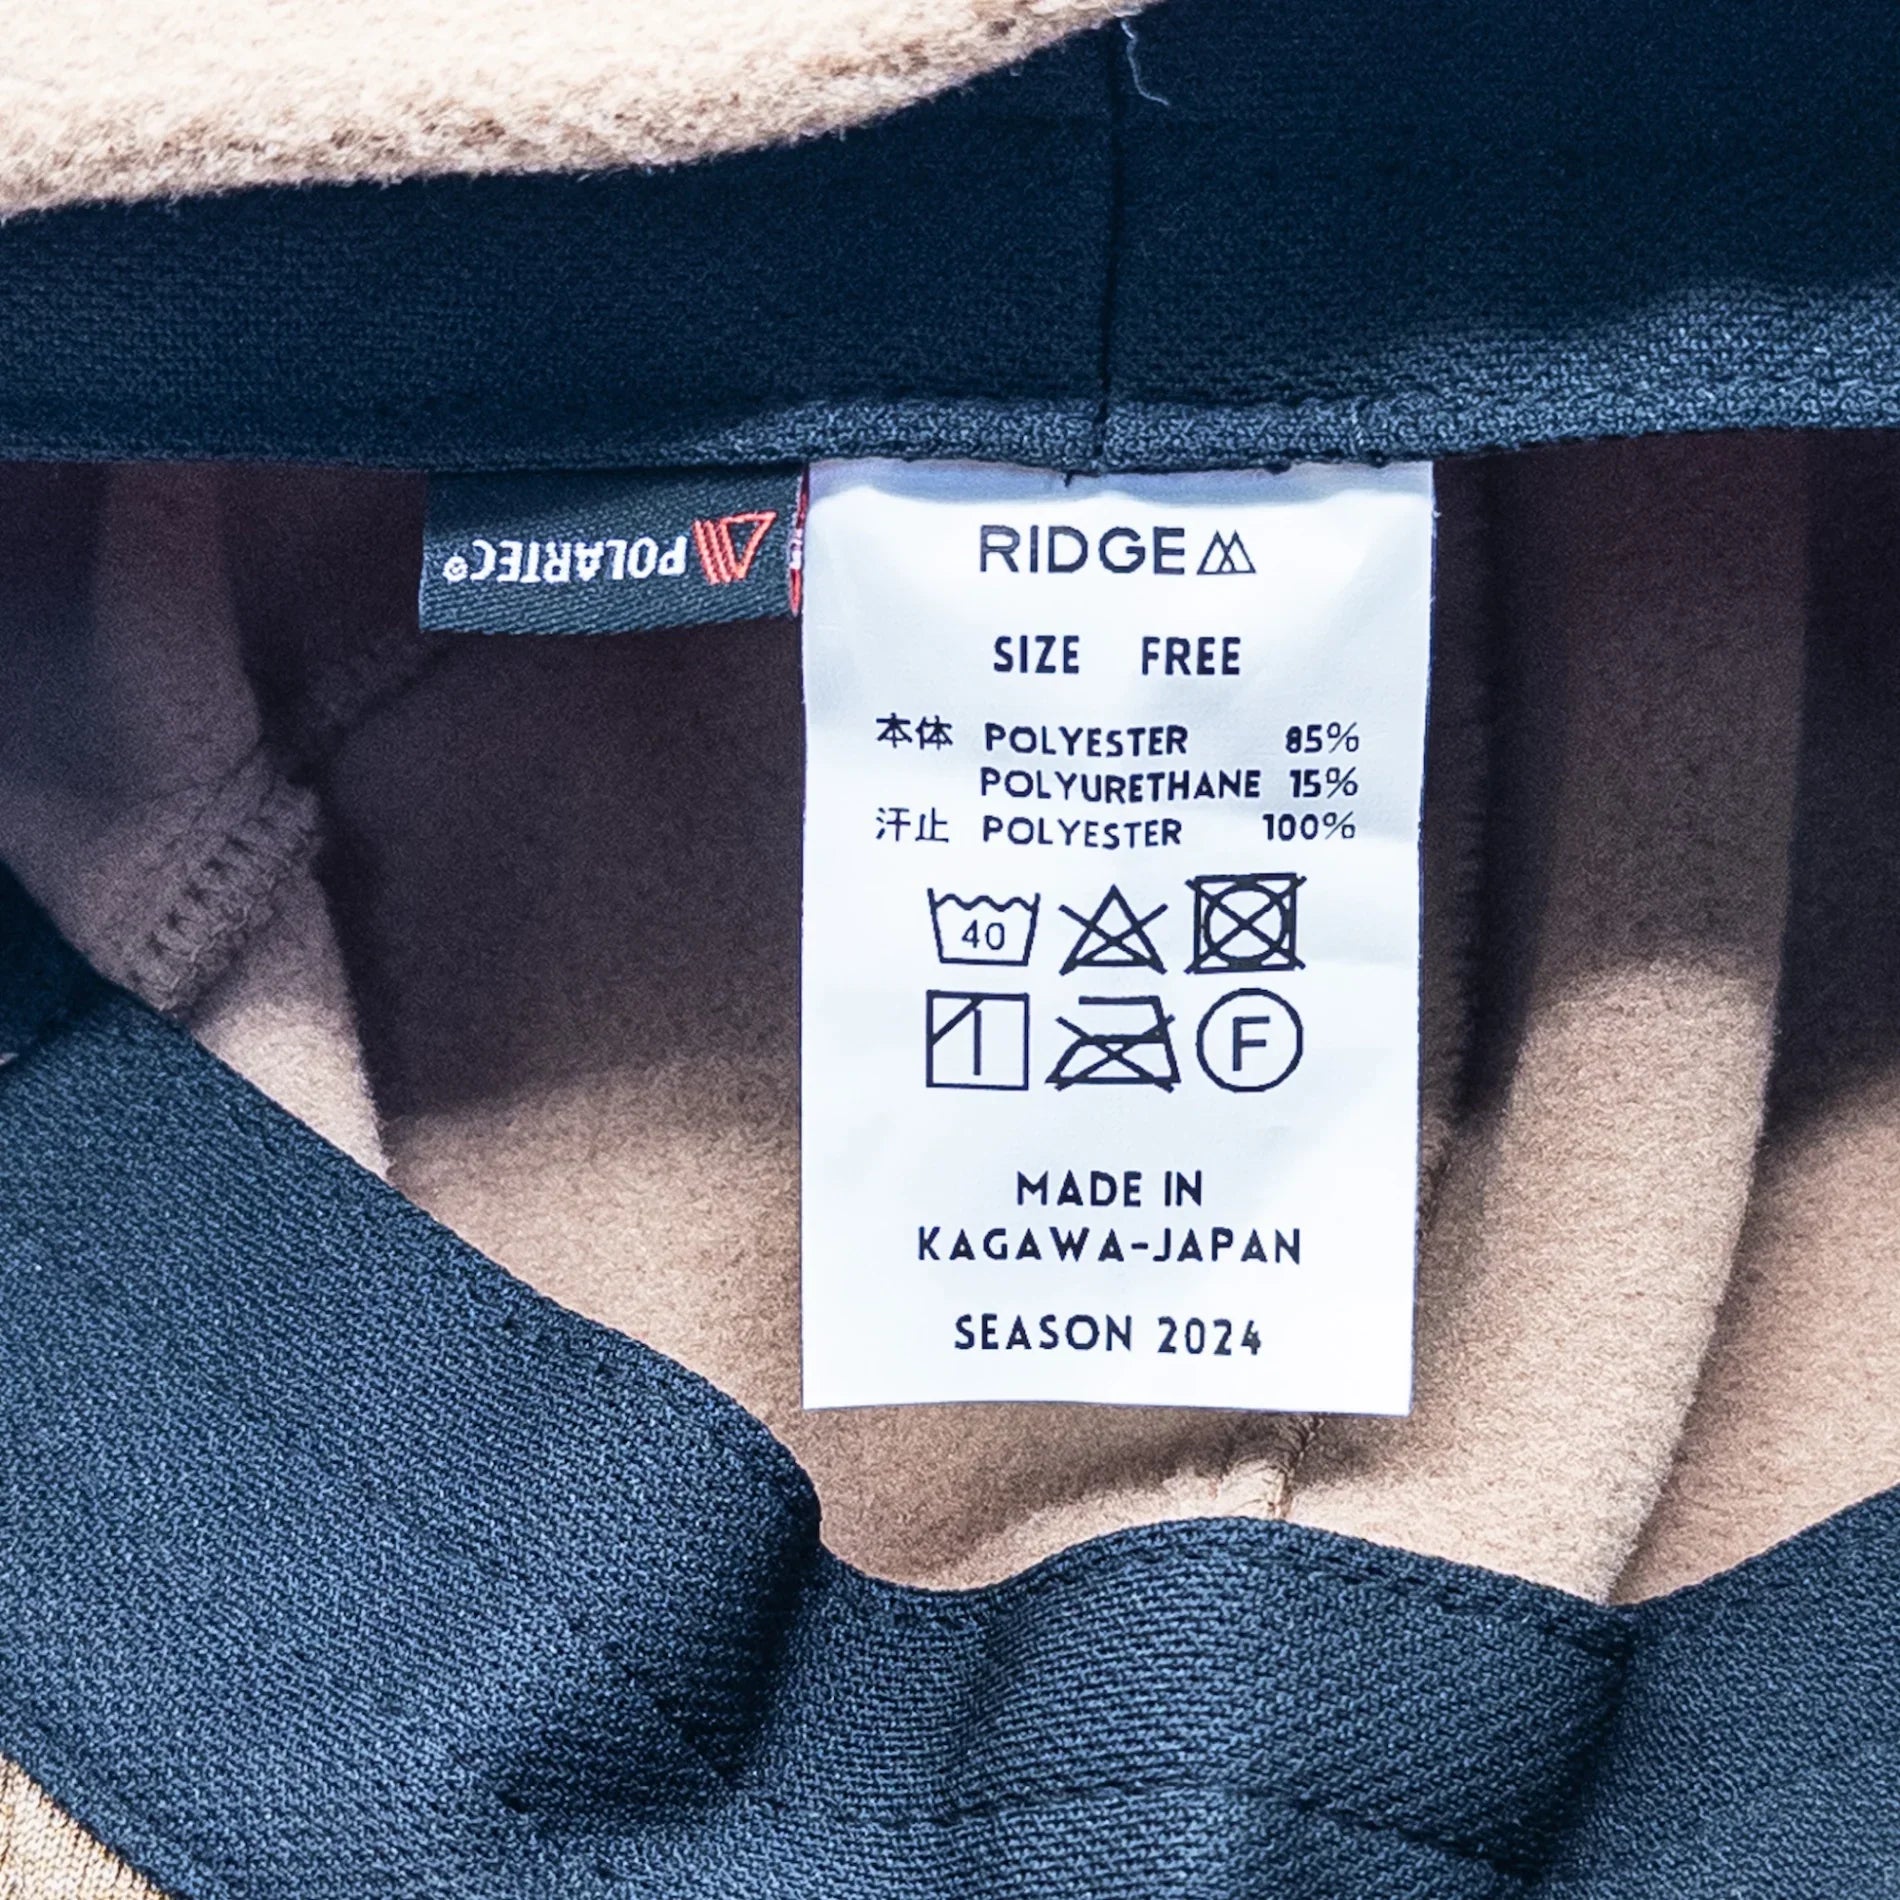 POLARTEC®
RIDGE
SIZE FREE
本体 POLYESTER 85%
POLYURETHANE 15%
汗止 POLYESTER 100%
40
F
MADE IN
KAGAWA-JAPAN
SEASON 2024